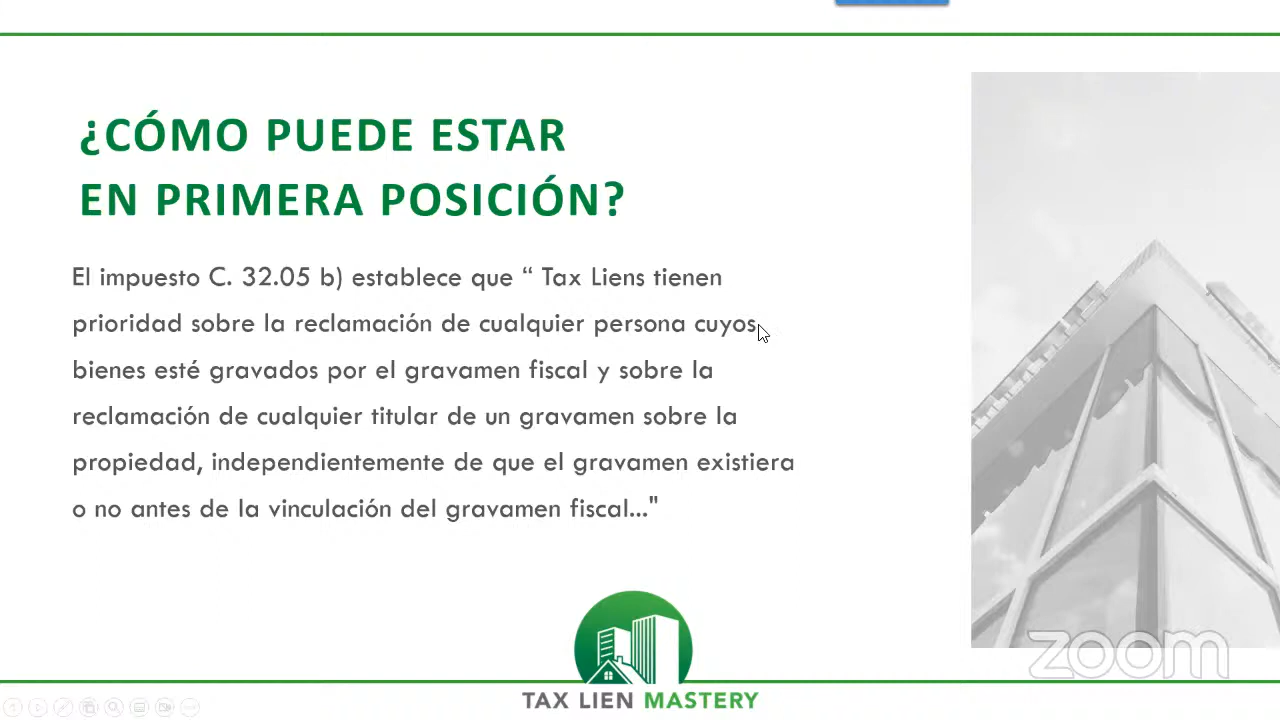 ¿CÓMO PUEDE ESTAR
EN PRIMERA POSICIÓN?
El impuesto C. 32.05 b) establece que “ Tax Liens tienen
prioridad sobre la reclamación de cualquier persona cuyos
bienes esté gravados por el gravamen fiscal y sobre la
reclamación de cualquier titular de un gravamen sobre la
propiedad, independientemente de que el gravamen existiera
o no antes de la vinculación del gravamen fiscal..."
zoom
TAX LIEN MASTERY